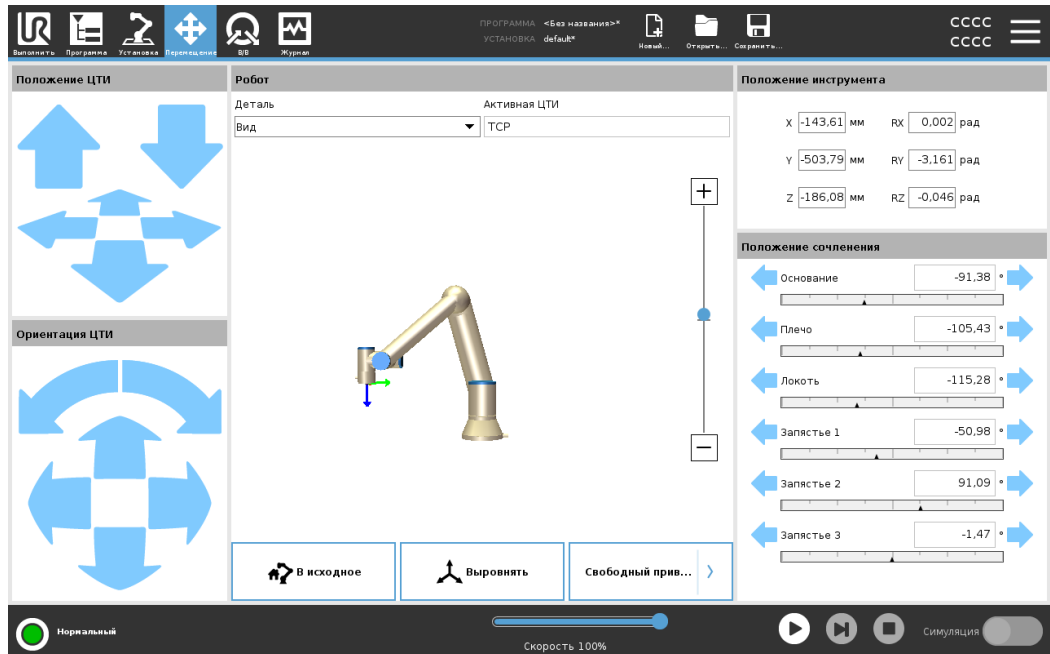 UR
Выполнить
Программа
Установка
Перемещение
В/В
Журнал
ПРОГРАММА <Без названия>*
УСТАНОВКА default*
Новый...
Открыть...
Сохранить...
CCCC
CCCC
Положение ЦТИ
Ориентация ЦТИ
Робот
Деталь
Активная ЦТИ
Вид
TCP
В исходное
Выровнять
Свободный прив...
Положение инструмента
X -143,61 мм RX 0,002 рад
Y -503,79 мм RY -3,161 рад
Z -186,08 мм RZ -0,046 рад
Положение сочленения
Основание -91,38 °
Плечо -105,43 °
Локоть -115,28 °
Запястье 1 -50,98 °
Запястье 2 91,09 °
Запястье 3 -1,47 °
Нормальный
Скорость 100%
Симуляция